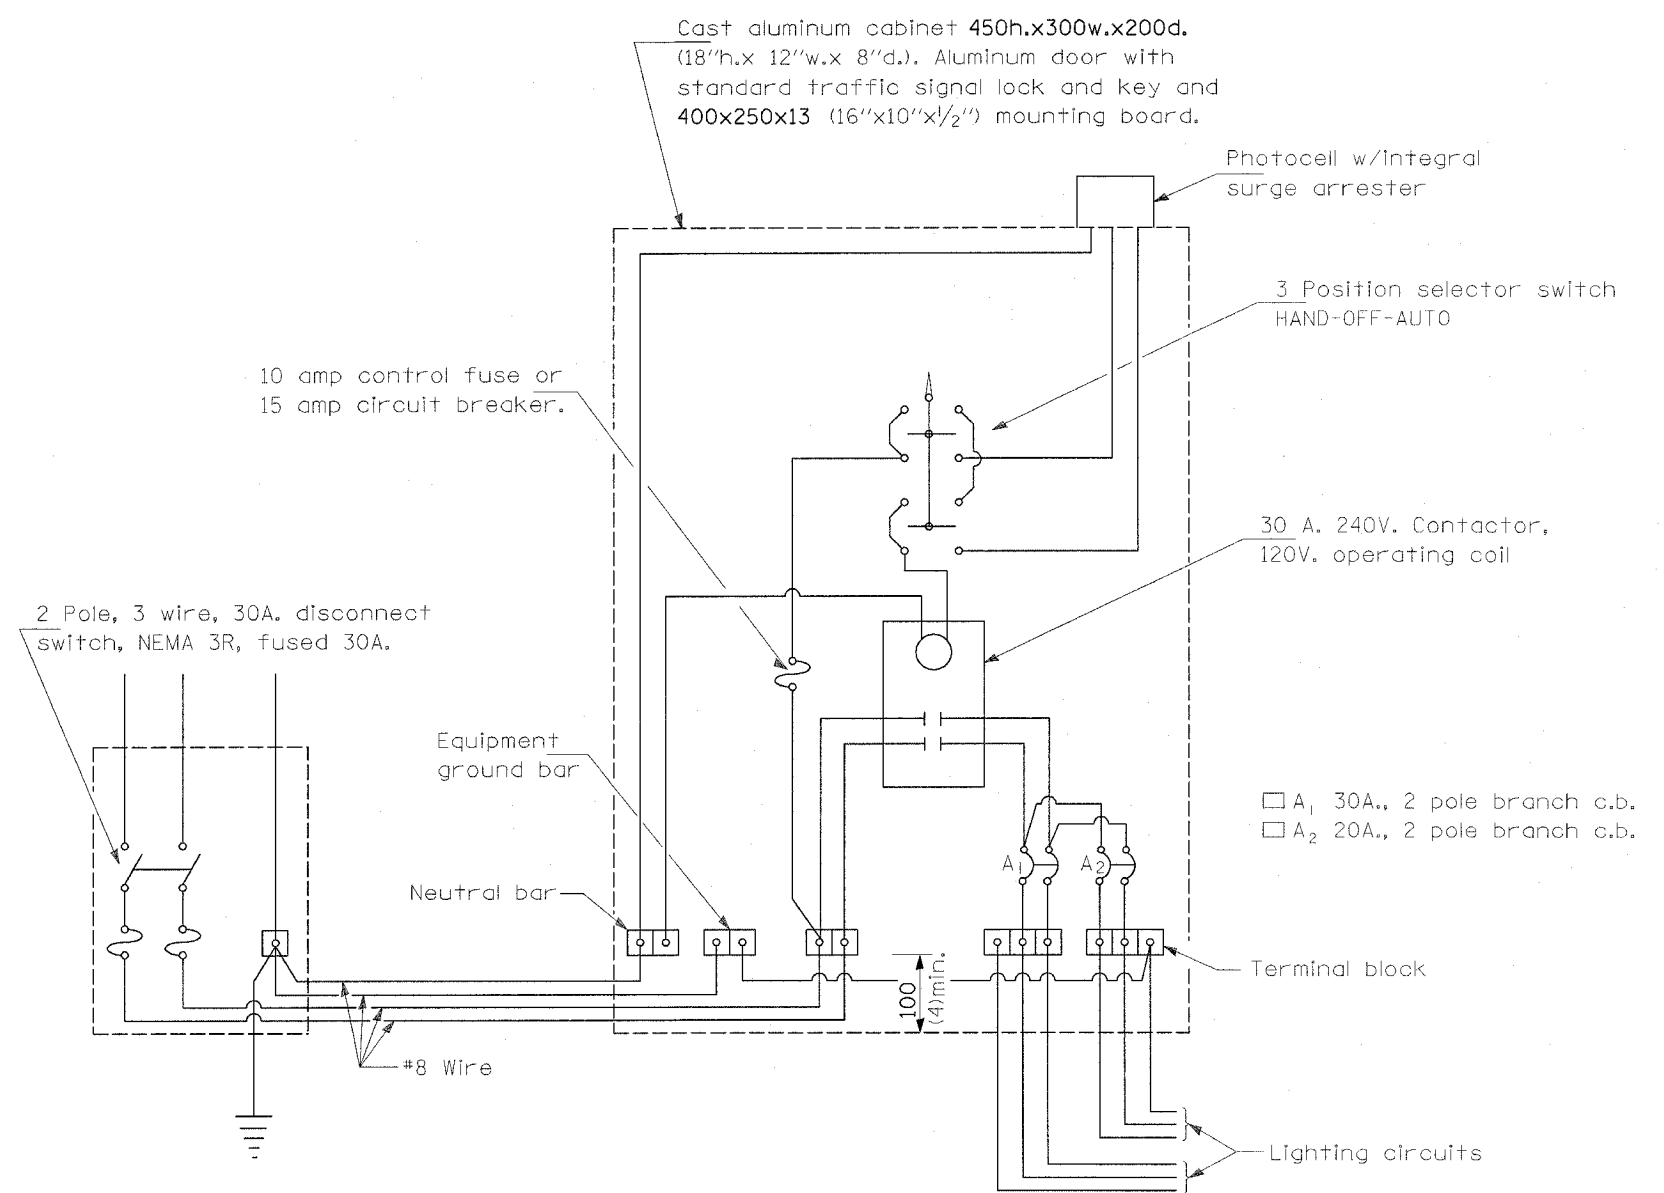 Cast aluminum cabinet 450h.x300w.x200d.
(18"h.x 12"w.x 8"d.). Aluminum door with
standard traffic signal lock and key and
400x250x13 (16"x10"x1/2") mounting board.
Photocell w/integral
surge arrester
3 Position selector switch
HAND-OFF-AUTO
10 amp control fuse or
15 amp circuit breaker.
30 A. 240V. Contactor,
120V. operating coil
2 Pole, 3 wire, 30A. disconnect
switch, NEMA 3R, fused 30A.
Equipment
ground bar
A1 30A., 2 pole branch c.b.
A2 20A., 2 pole branch c.b.
A1
A2
Neutral bar
Terminal block
100
(4)min.
#8 Wire
Lighting circuits